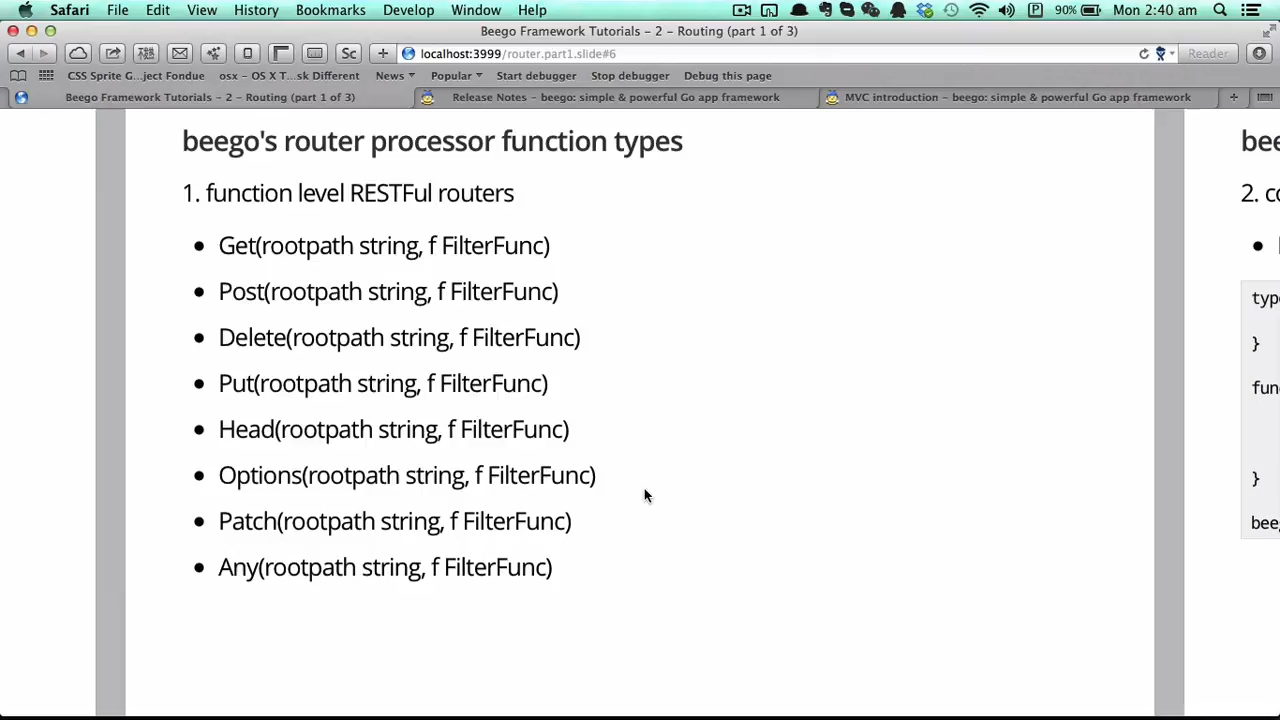 Safari File Edit View History Bookmarks Develop Window Help P 90% Mon 2:40 am
Beego Framework Tutorials - 2 - Routing (part 1 of 3)
Sc + localhost:3999/router.part1.slide#6 Reader
CSS Sprite G...ject Fondue osx - OS X T...sk Different News Popular Start debugger Stop debugger Debug this page
Beego Framework Tutorials - 2 - Routing (part 1 of 3) Release Notes - beego: simple & powerful Go app framework MVC introduction - beego: simple & powerful Go app framework +
beego's router processor function types
1. function level RESTFul routers
• Get(rootpath string, f FilterFunc)
• Post(rootpath string, f FilterFunc)
• Delete(rootpath string, f FilterFunc)
• Put(rootpath string, f FilterFunc)
• Head(rootpath string, f FilterFunc)
• Options(rootpath string, f FilterFunc)
• Patch(rootpath string, f FilterFunc)
• Any(rootpath string, f FilterFunc)
bee
2. co
type
}
fun
}
bee